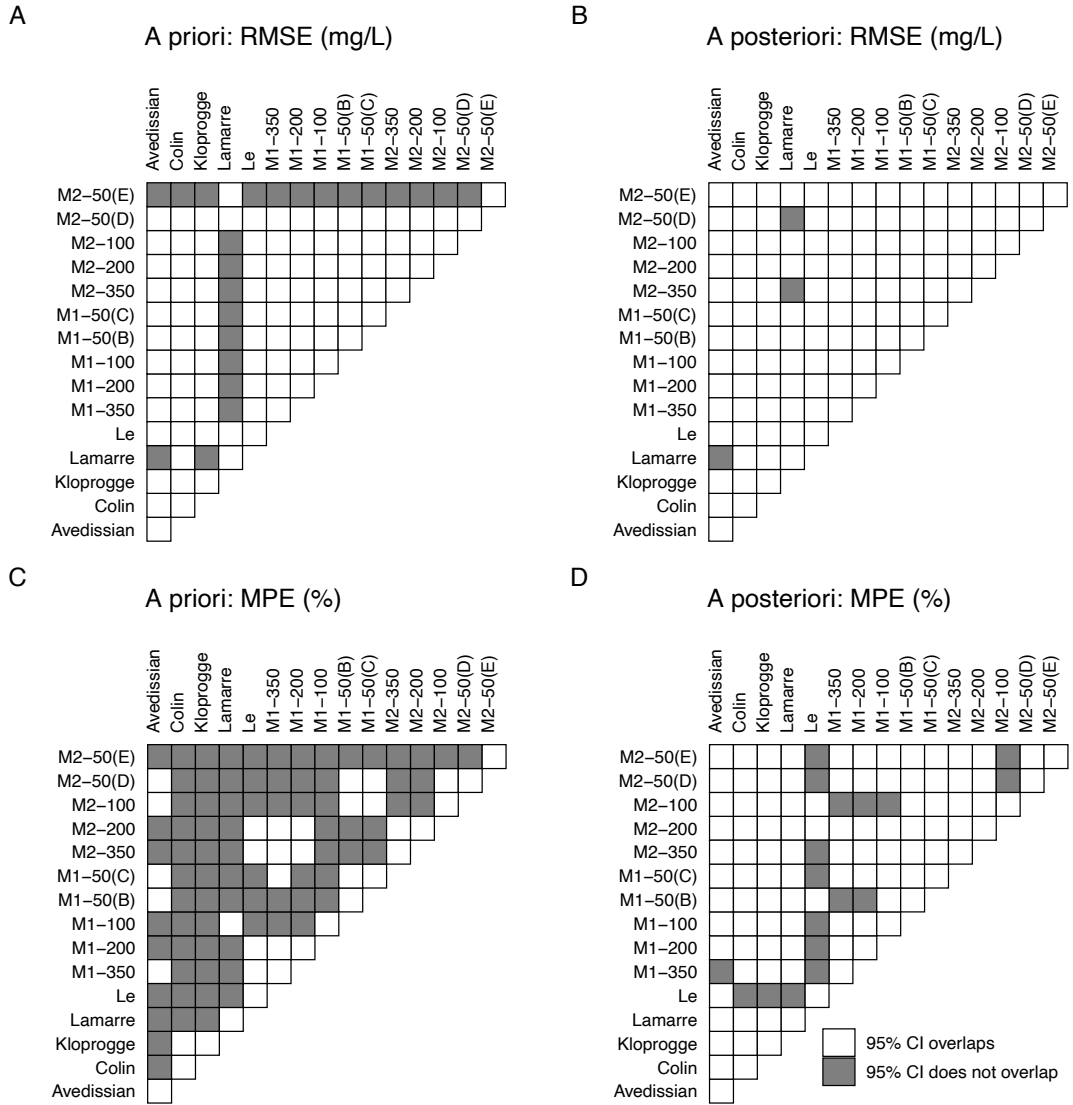 A
A priori: RMSE (mg/L)
Avedissian
Colin
Kloprogge
Lamarre
Le
M1−350
M1−200
M1−100
M1−50(B)
M1−50(C)
M2−350
M2−200
M2−100
M2−50(D)
M2−50(E)
M2−50(E)
M2−50(D)
M2−100
M2−200
M2−350
M1−50(C)
M1−50(B)
M1−100
M1−200
M1−350
Le
Lamarre
Kloprogge
Colin
Avedissian
B
A posteriori: RMSE (mg/L)
Avedissian
Colin
Kloprogge
Lamarre
Le
M1−350
M1−200
M1−100
M1−50(B)
M1−50(C)
M2−350
M2−200
M2−100
M2−50(D)
M2−50(E)
M2−50(E)
M2−50(D)
M2−100
M2−200
M2−350
M1−50(C)
M1−50(B)
M1−100
M1−200
M1−350
Le
Lamarre
Kloprogge
Colin
Avedissian
C
A priori: MPE (%)
Avedissian
Colin
Kloprogge
Lamarre
Le
M1−350
M1−200
M1−100
M1−50(B)
M1−50(C)
M2−350
M2−200
M2−100
M2−50(D)
M2−50(E)
M2−50(E)
M2−50(D)
M2−100
M2−200
M2−350
M1−50(C)
M1−50(B)
M1−100
M1−200
M1−350
Le
Lamarre
Kloprogge
Colin
Avedissian
D
A posteriori: MPE (%)
Avedissian
Colin
Kloprogge
Lamarre
Le
M1−350
M1−200
M1−100
M1−50(B)
M1−50(C)
M2−350
M2−200
M2−100
M2−50(D)
M2−50(E)
M2−50(E)
M2−50(D)
M2−100
M2−200
M2−350
M1−50(C)
M1−50(B)
M1−100
M1−200
M1−350
Le
Lamarre
Kloprogge
Colin
Avedissian
95% CI overlaps
95% CI does not overlap